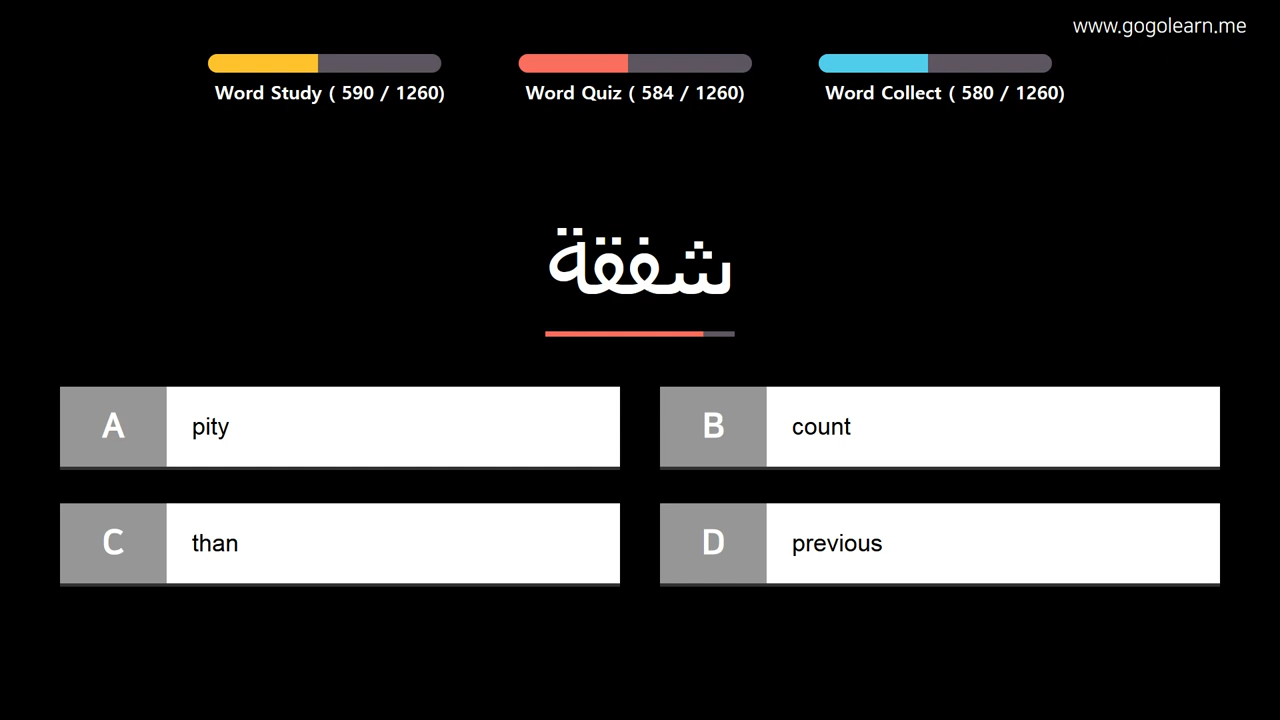 www.gogolearn.me
Word Study ( 590 / 1260)
Word Quiz ( 584 / 1260)
Word Collect ( 580 / 1260)
شفقة
A pity
B count
C than
D previous